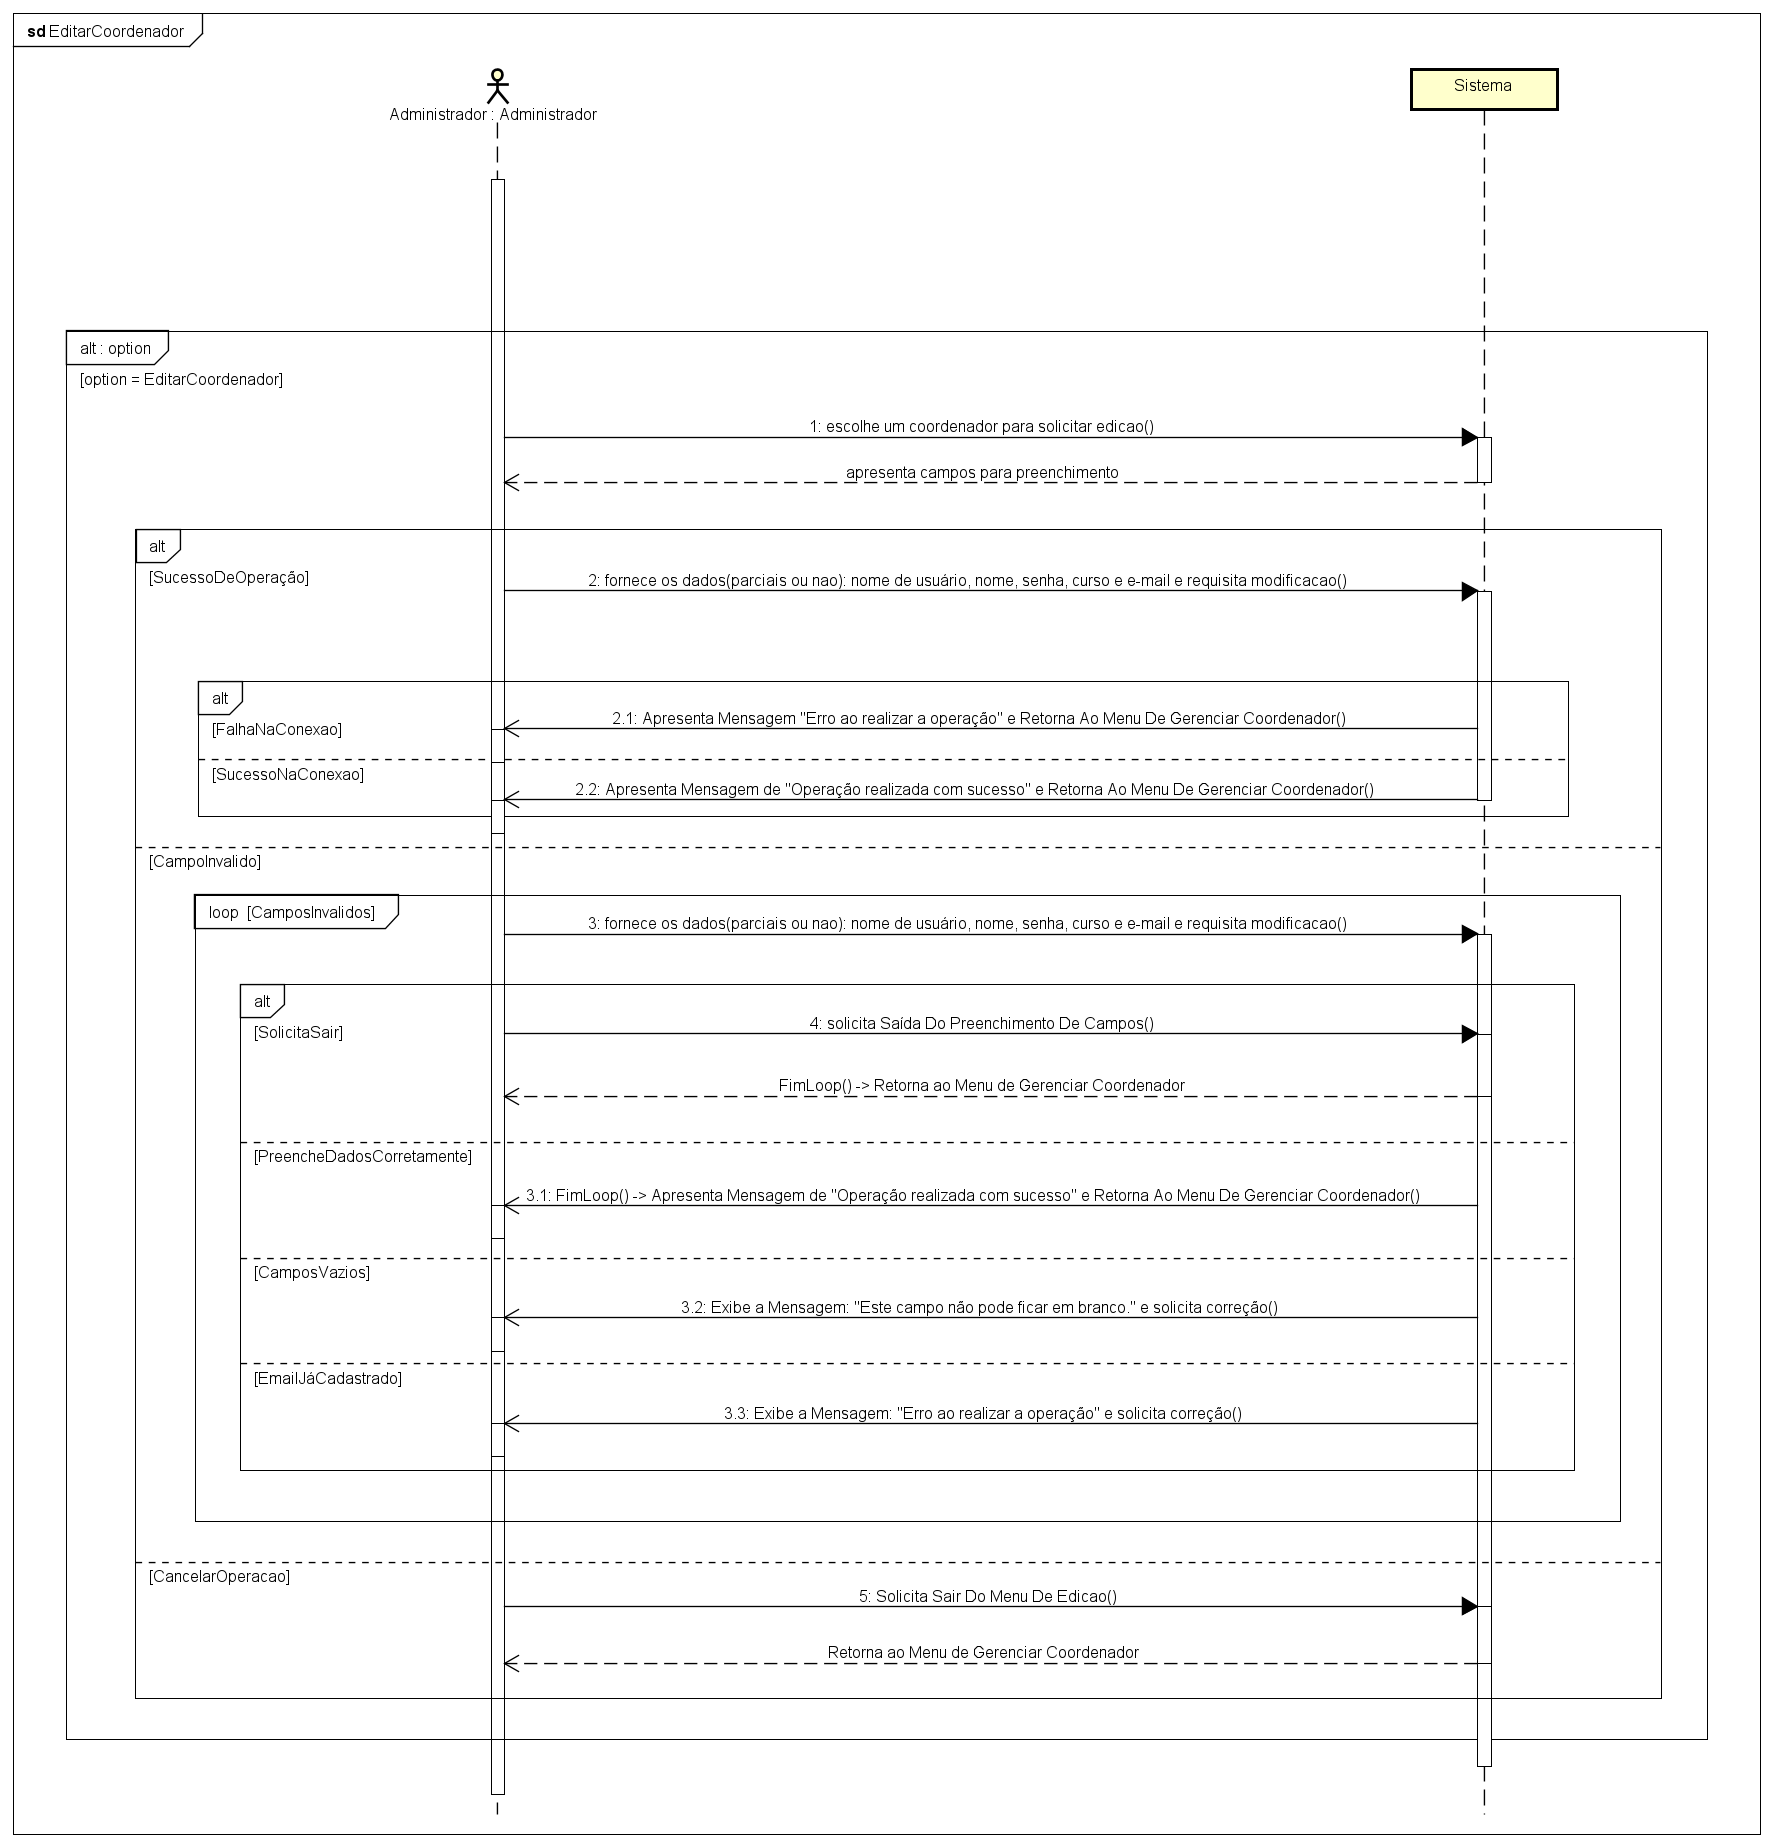 sd EditarCoordenador
Administrador : Administrador
Sistema
alt : option
[option = EditarCoordenador]
1: escolhe um coordenador para solicitar edicao()
apresenta campos para preenchimento
alt
[SucessoDeOperação]
2: fornece os dados(parciais ou nao): nome de usuário, nome, senha, curso e e-mail e requisita modificacao()
alt
[FalhaNaConexao]
2.1: Apresenta Mensagem "Erro ao realizar a operação" e Retorna Ao Menu De Gerenciar Coordenador()
[SucessoNaConexao]
2.2: Apresenta Mensagem de "Operação realizada com sucesso" e Retorna Ao Menu De Gerenciar Coordenador()
[CampoInvalido]
loop [CamposInvalidos]
3: fornece os dados(parciais ou nao): nome de usuário, nome, senha, curso e e-mail e requisita modificacao()
alt
[SolicitaSair]
4: solicita Saída Do Preenchimento De Campos()
FimLoop() -> Retorna ao Menu de Gerenciar Coordenador
[PreencheDadosCorretamente]
3.1: FimLoop() -> Apresenta Mensagem de "Operação realizada com sucesso" e Retorna Ao Menu De Gerenciar Coordenador()
[CamposVazios]
3.2: Exibe a Mensagem: "Este campo não pode ficar em branco." e solicita correção()
[EmailJáCadastrado]
3.3: Exibe a Mensagem: "Erro ao realizar a operação" e solicita correção()
[CancelarOperacao]
5: Solicita Sair Do Menu De Edicao()
Retorna ao Menu de Gerenciar Coordenador